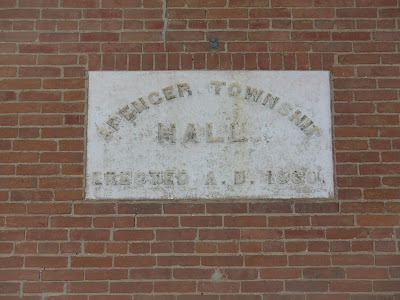 SPENCER TOWNSHIP
HALL.
ERECTED A. D.